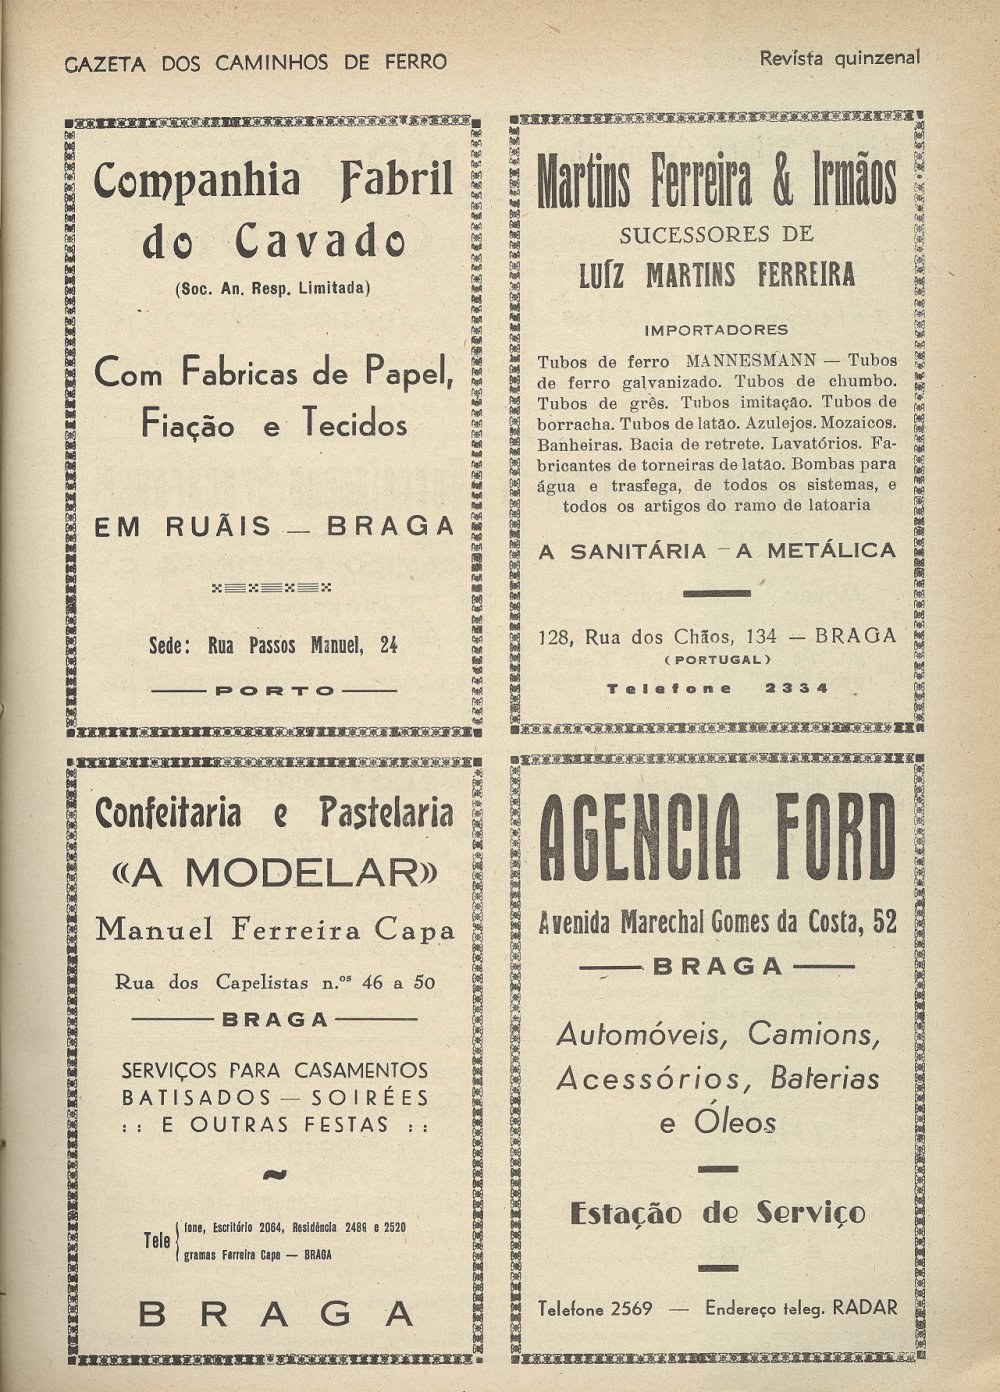 GAZETA DOS CAMINHOS DE FERRO
Revista quinzenal
Companhia Fabril
do Cavado
(Soc. An. Resp. Limitada)
Com Fabricas de Papel,
Fiação e Tecidos
EM RUÃIS — BRAGA
Sede: Rua Passos Manuel, 24
PORTO
Martins Ferreira & Irmãos
SUCESSORES DE
LUÍZ MARTINS FERREIRA
IMPORTADORES
Tubos de ferro MANNESMANN — Tubos
de ferro galvanizado. Tubos de chumbo.
Tubos de grês. Tubos imitação. Tubos de
borracha. Tubos de latão. Azulejos. Mozaicos.
Banheiras. Bacia de retrete. Lavatórios. Fa-
bricantes de torneiras de latão. Bombas para
água e trasfega, de todos os sistemas, e
todos os artigos do ramo de latoaria
A SANITÁRIA — A METÁLICA
128, Rua dos Chãos, 134 — BRAGA
(PORTUGAL)
Telefone 2334
Confeitaria e Pastelaria
«A MODELAR»
Manuel Ferreira Capa
Rua dos Capelistas n.ºs 46 a 50
BRAGA
SERVIÇOS PARA CASAMENTOS
BATISADOS — SOIRÉES
:: E OUTRAS FESTAS ::
Tele { fone, Escritório 2064, Residência 2489 e 2520
gramas Ferreira Capa — BRAGA
BRAGA
AGENCIA FORD
Avenida Marechal Gomes da Costa, 52
BRAGA
Automóveis, Camions,
Acessórios, Baterias
e Óleos
Estação de Serviço
Telefone 2569 — Endereço teleg. RADAR